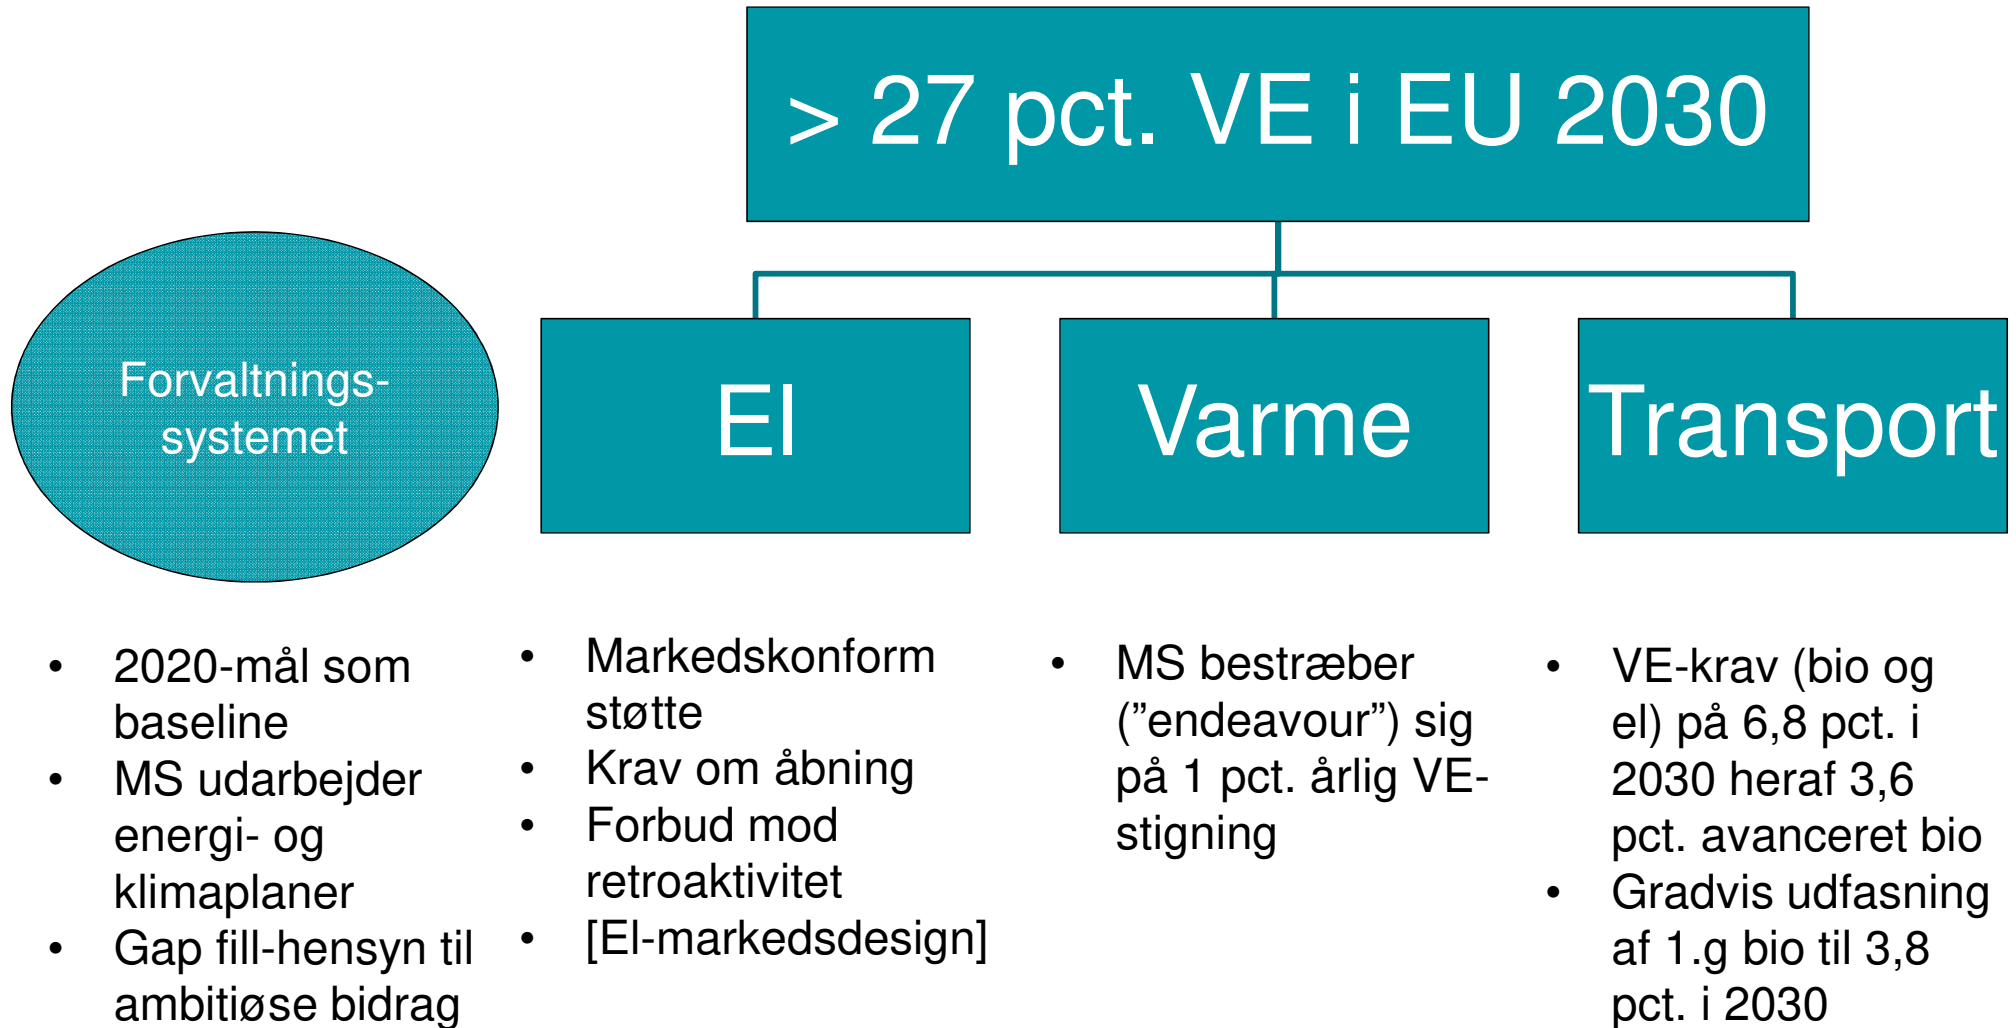 > 27 pct. VE i EU 2030
Forvaltnings-
systemet
El
Varme
Transport
• 2020-mål som
baseline
• MS udarbejder
energi- og
klimaplaner
• Gap fill-hensyn til
ambitiøse bidrag
• Markedskonform
støtte
• Krav om åbning
• Forbud mod
retroaktivitet
• [El-markedsdesign]
• MS bestræber
(”endeavour”) sig
på 1 pct. årlig VE-
stigning
• VE-krav (bio og
el) på 6,8 pct. i
2030 heraf 3,6
pct. avanceret bio
• Gradvis udfasning
af 1.g bio til 3,8
pct. i 2030